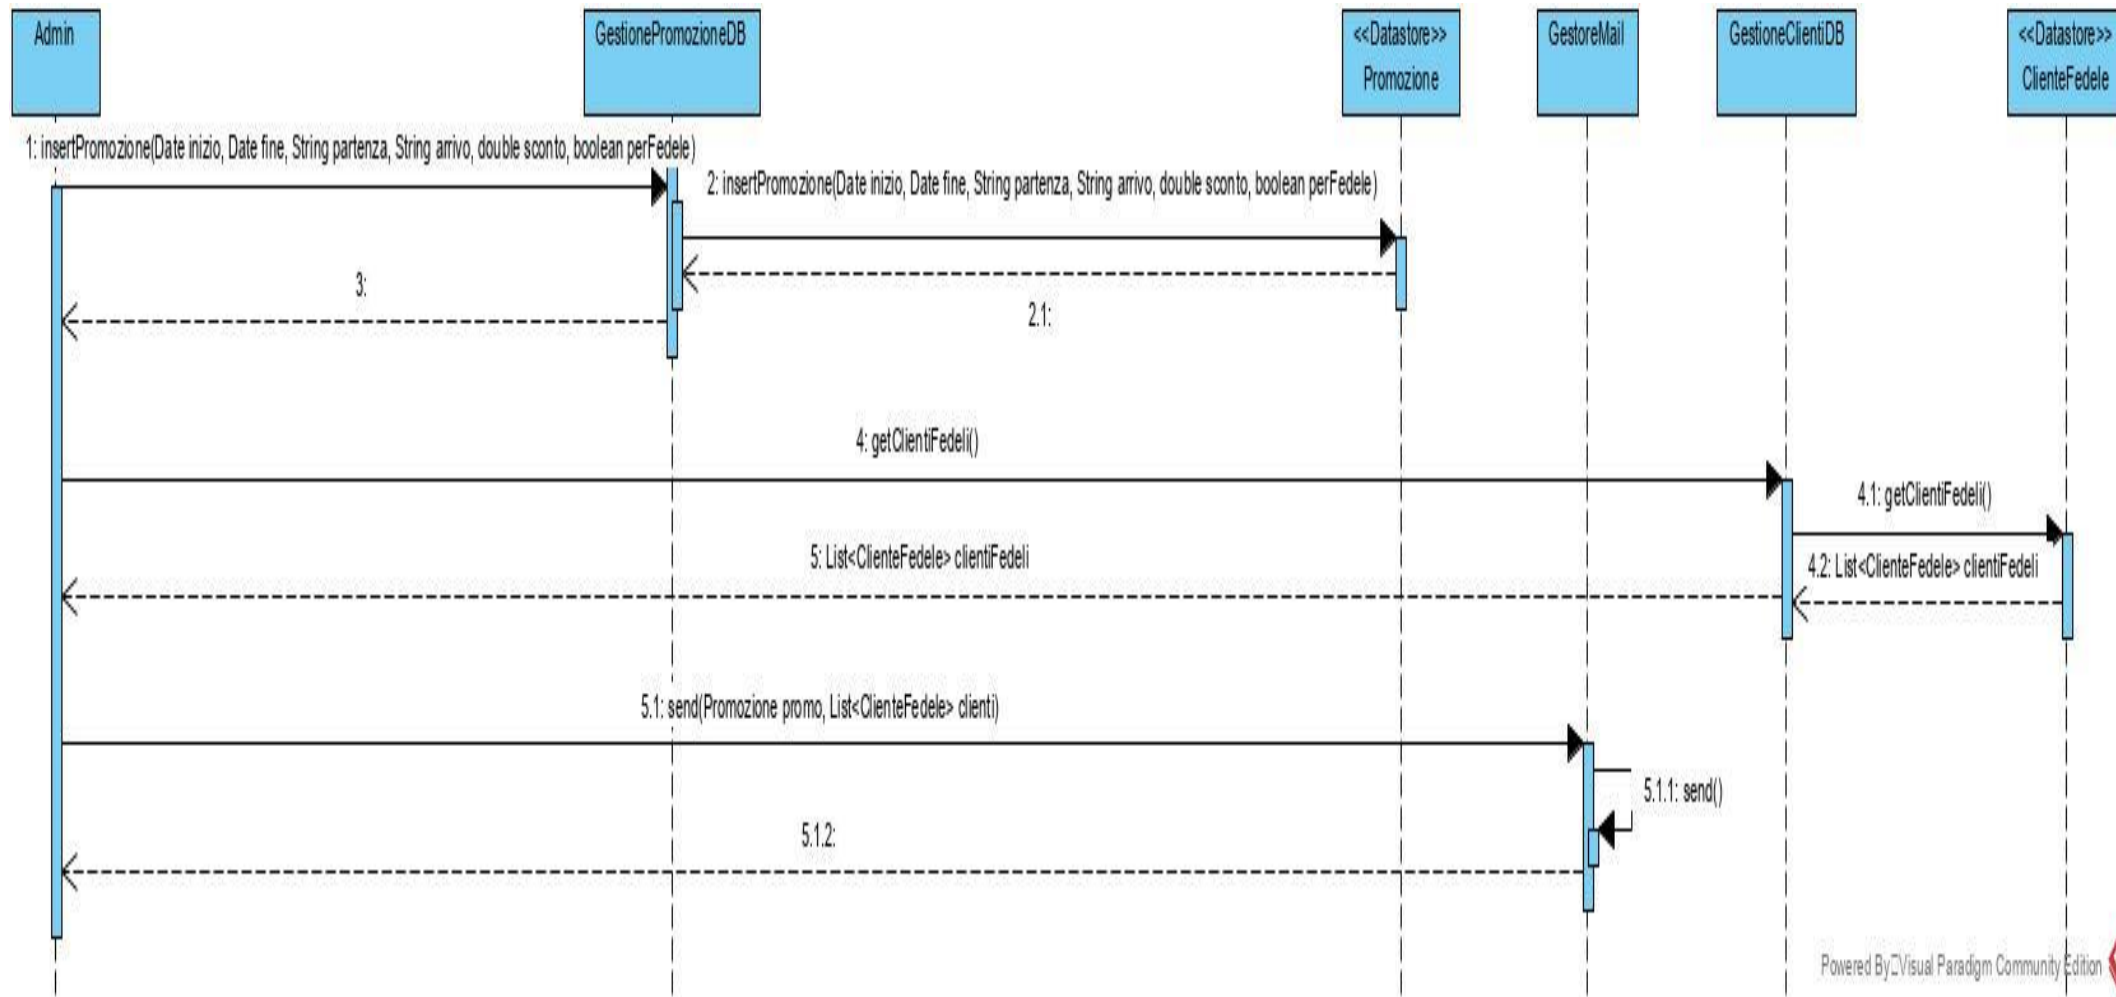 Admin
GestionePromozioneDB
<<Datastore>>
Promozione
GestoreMail
GestioneClientiDB
<<Datastore>>
ClienteFedele
1: insertPromozione(Date inizio, Date fine, String partenza, String arrivo, double sconto, boolean perFedele)
2: insertPromozione(Date inizio, Date fine, String partenza, String arrivo, double sconto, boolean perFedele)
3:
2.1:
4: getClientiFedeli()
4.1: getClientiFedeli()
5: List<ClienteFedele> clientiFedeli
4.2: List<ClienteFedele> clientiFedeli
5.1: send(Promozione promo, List<ClienteFedele> clienti)
5.1.1: send()
5.1.2:
Powered By Visual Paradigm Community Edition